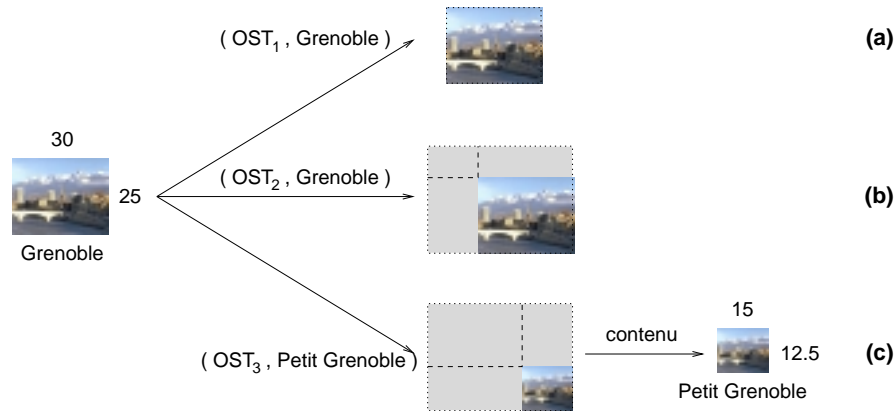 ( OST1 , Grenoble )
(a)
30
25
( OST2 , Grenoble )
(b)
Grenoble
15
contenu
12.5
( OST3 , Petit Grenoble )
(c)
Petit Grenoble